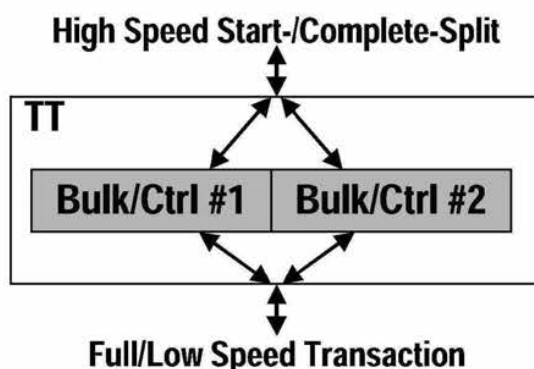 High Speed Start-/Complete-Split
TT
Bulk/Ctrl #1 Bulk/Ctrl #2
Full/Low Speed Transaction